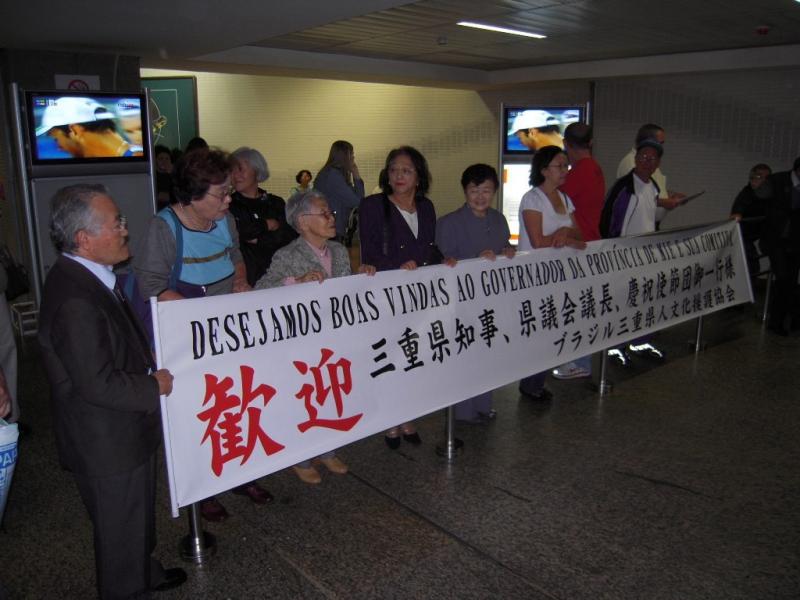 DESEJAMOS BOAS VINDAS AO GOVERNADOR DA PROVÍNCIA DE MIE E SUA COMITIVA
歓迎 三重県知事、県議会議長、慶祝使節団御一行様
ブラジル三重県人文化援護協会